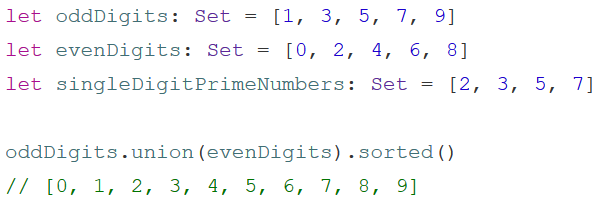 let oddDigits: Set = [1, 3, 5, 7, 9]
let evenDigits: Set = [0, 2, 4, 6, 8]
let singleDigitPrimeNumbers: Set = [2, 3, 5, 7]
oddDigits.union(evenDigits).sorted()
// [0, 1, 2, 3, 4, 5, 6, 7, 8, 9]